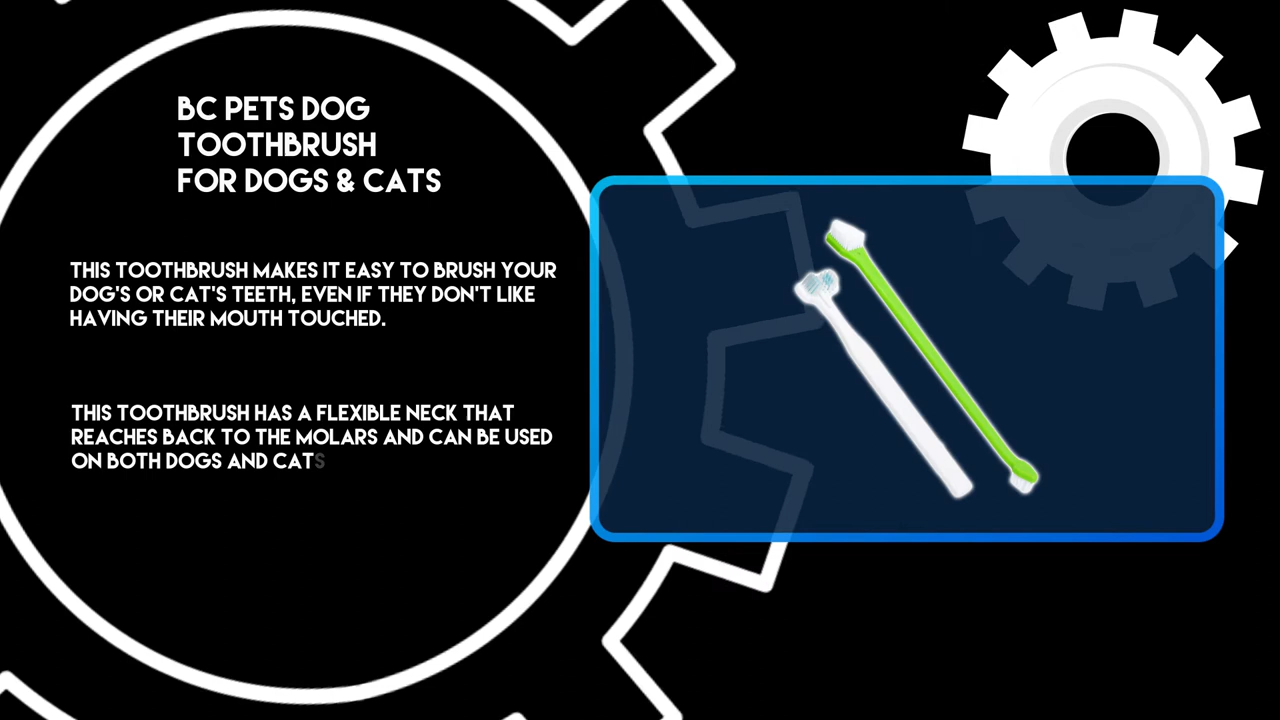 BC PETS DOG
TOOTHBRUSH
FOR DOGS & CATS
THIS TOOTHBRUSH MAKES IT EASY TO BRUSH YOUR
DOG'S OR CAT'S TEETH, EVEN IF THEY DON'T LIKE
HAVING THEIR MOUTH TOUCHED.
THIS TOOTHBRUSH HAS A FLEXIBLE NECK THAT
REACHES BACK TO THE MOLARS AND CAN BE USED
ON BOTH DOGS AND CATS